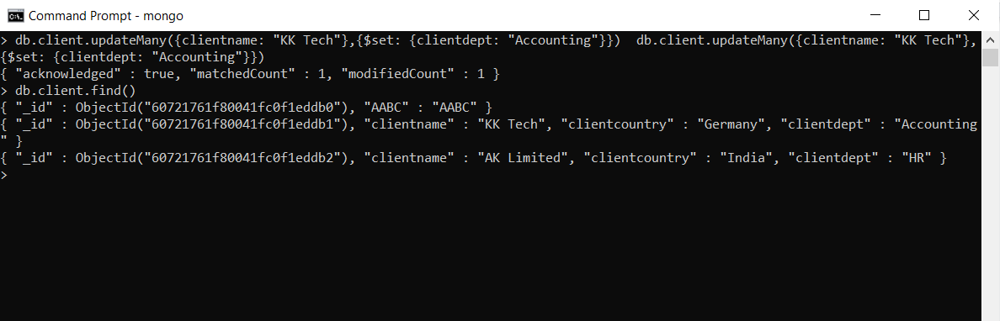 Command Prompt - mongo
> db.client.updateMany({clientname: "KK Tech"},{$set: {clientdept: "Accounting"}})  db.client.updateMany({clientname: "KK Tech"},
{$set: {clientdept: "Accounting"}})
{ "acknowledged" : true, "matchedCount" : 1, "modifiedCount" : 1 }
> db.client.find()
{ "_id" : ObjectId("60721761f80041fc0f1eddb0"), "AABC" : "AABC" }
{ "_id" : ObjectId("60721761f80041fc0f1eddb1"), "clientname" : "KK Tech", "clientcountry" : "Germany", "clientdept" : "Accounting
" }
{ "_id" : ObjectId("60721761f80041fc0f1eddb2"), "clientname" : "AK Limited", "clientcountry" : "India", "clientdept" : "HR" }
>